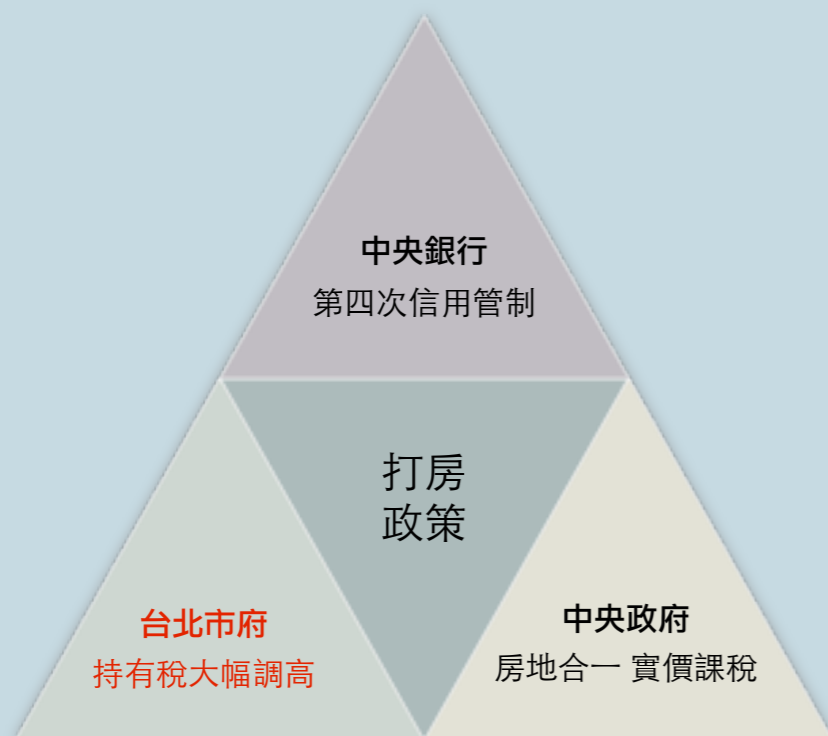 中央銀行
第四次信用管制
打房
政策
台北市府
持有稅大幅調高
中央政府
房地合一 實價課稅